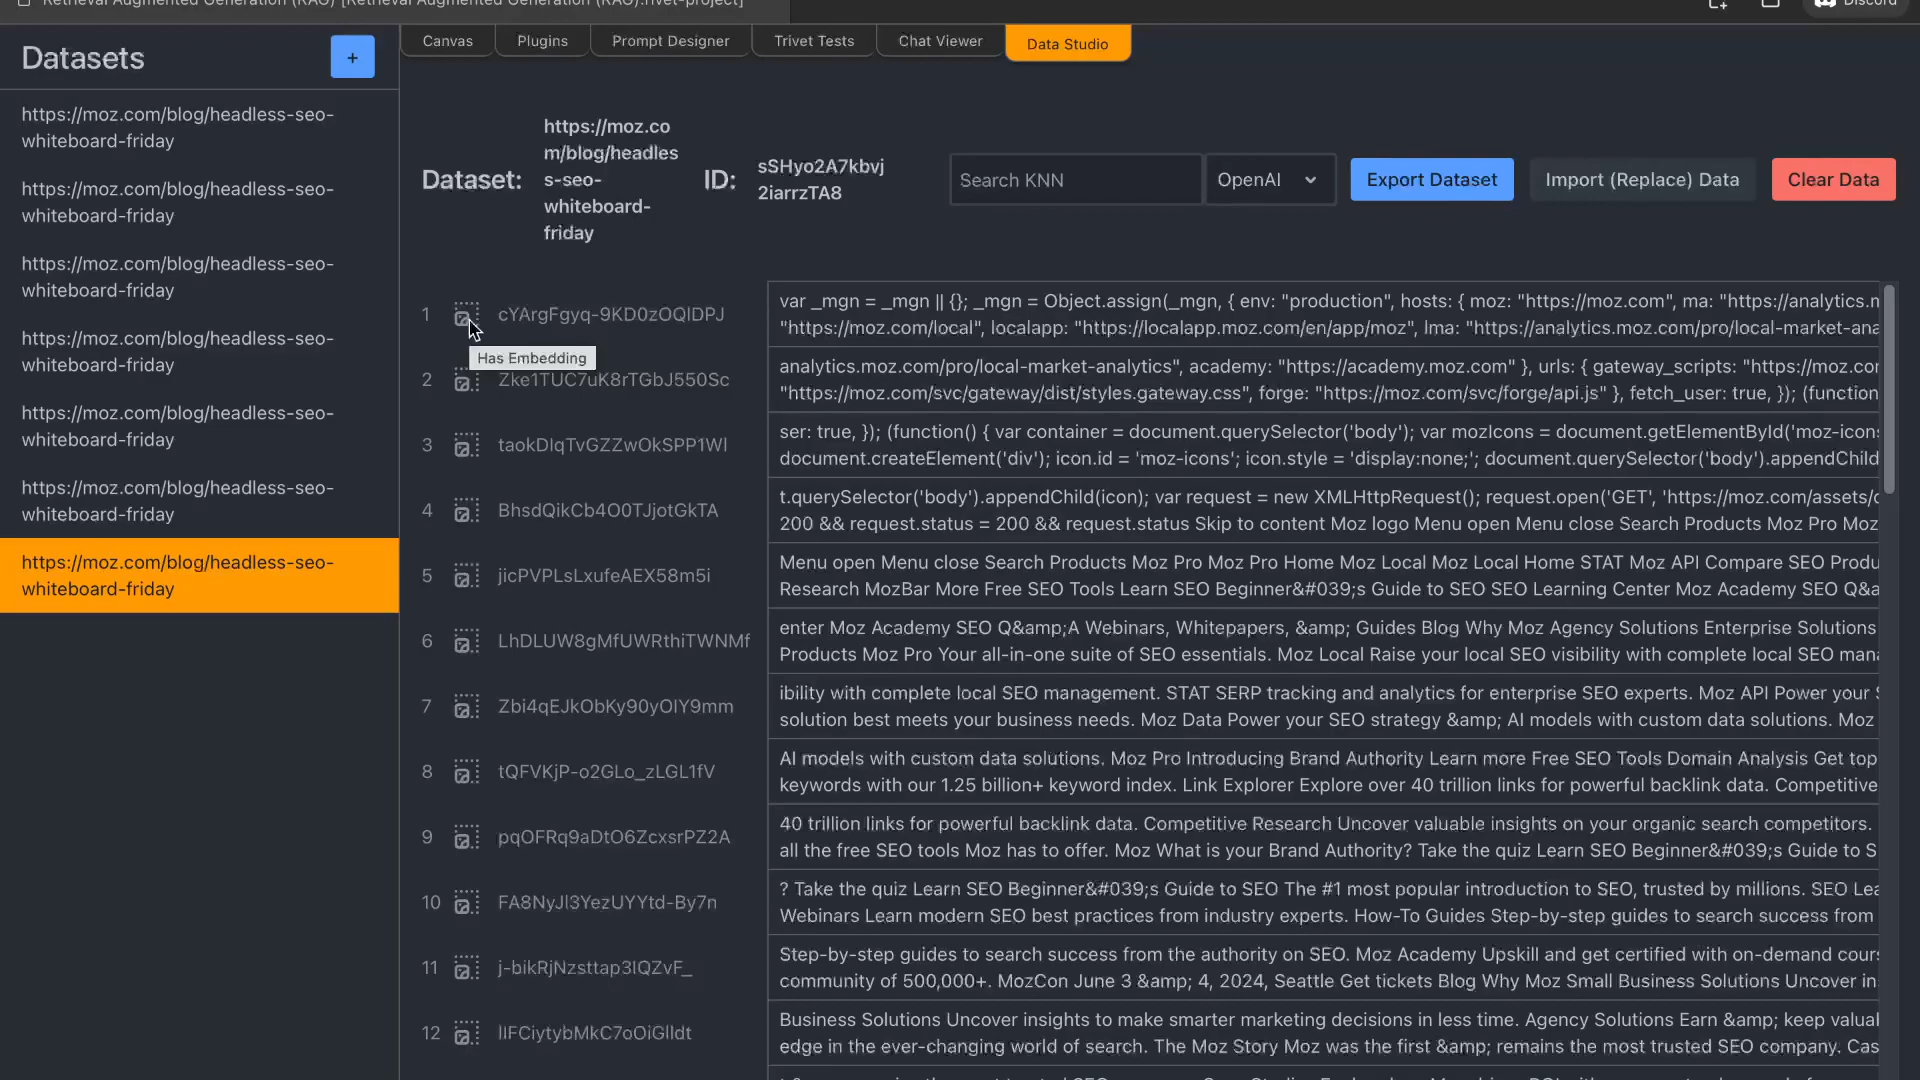 Retrieval Augmented Generation (RAG) [Retrieval Augmented Generation (RAG).rivet-project]
Discord
Datasets
+
Canvas
Plugins
Prompt Designer
Trivet Tests
Chat Viewer
Data Studio
https://moz.com/blog/headless-seo-
whiteboard-friday
https://moz.com/blog/headless-seo-
whiteboard-friday
https://moz.com/blog/headless-seo-
whiteboard-friday
https://moz.com/blog/headless-seo-
whiteboard-friday
https://moz.com/blog/headless-seo-
whiteboard-friday
https://moz.com/blog/headless-seo-
whiteboard-friday
https://moz.com/blog/headless-seo-
whiteboard-friday
Dataset:
https://moz.co
m/blog/headles
s-seo-
whiteboard-
friday
ID:
sSHyo2A7kbvj
2iarrzTA8
Search KNN
OpenAI
Export Dataset
Import (Replace) Data
Clear Data
1 cYArgFgyq-9KD0zOQIDPJ
var _mgn = _mgn || {}; _mgn = Object.assign(_mgn, { env: "production", hosts: { moz: "https://moz.com", ma: "https://analytics.m
"https://moz.com/local", localapp: "https://localapp.moz.com/en/app/moz", lma: "https://analytics.moz.com/pro/local-market-ana
Has Embedding
2 Zke1TUC7uK8rTGbJ550Sc
analytics.moz.com/pro/local-market-analytics", academy: "https://academy.moz.com" }, urls: { gateway_scripts: "https://moz.com
"https://moz.com/svc/gateway/dist/styles.gateway.css", forge: "https://moz.com/svc/forge/api.js" }, fetch_user: true, }); (function
3 taokDIqTvGZZwOkSPP1Wl
ser: true, }); (function() { var container = document.querySelector('body'); var mozIcons = document.getElementById('moz-icons
document.createElement('div'); icon.id = 'moz-icons'; icon.style = 'display:none;'; document.querySelector('body').appendChild
4 BhsdQikCb4O0TJjotGkTA
t.querySelector('body').appendChild(icon); var request = new XMLHttpRequest(); request.open('GET', 'https://moz.com/assets/
200 && request.status = 200 && request.status Skip to content Moz logo Menu open Menu close Search Products Moz Pro Moz
5 jicPVPLsLxufeAEX58m5i
Menu open Menu close Search Products Moz Pro Moz Pro Home Moz Local Moz Local Home STAT Moz API Compare SEO Produ
Research MozBar More Free SEO Tools Learn SEO Beginner&#039;s Guide to SEO SEO Learning Center Moz Academy SEO Q&a
6 LhDLUW8gMfUWRthiTWNMf
enter Moz Academy SEO Q&amp;A Webinars, Whitepapers, &amp; Guides Blog Why Moz Agency Solutions Enterprise Solutions
Products Moz Pro Your all-in-one suite of SEO essentials. Moz Local Raise your local SEO visibility with complete local SEO mana
7 Zbi4qEJkObKy90yOIY9mm
ibility with complete local SEO management. STAT SERP tracking and analytics for enterprise SEO experts. Moz API Power your S
solution best meets your business needs. Moz Data Power your SEO strategy &amp; AI models with custom data solutions. Moz
8 tQFVKjP-o2GLo_zLGL1fV
AI models with custom data solutions. Moz Pro Introducing Brand Authority Learn more Free SEO Tools Domain Analysis Get top
keywords with our 1.25 billion+ keyword index. Link Explorer Explore over 40 trillion links for powerful backlink data. Competitive
9 pqOFRq9aDtO6ZcxsrPZ2A
40 trillion links for powerful backlink data. Competitive Research Uncover valuable insights on your organic search competitors.
all the free SEO tools Moz has to offer. Moz What is your Brand Authority? Take the quiz Learn SEO Beginner&#039;s Guide to S
10 FA8NyJl3YezUYYtd-By7n
? Take the quiz Learn SEO Beginner&#039;s Guide to SEO The #1 most popular introduction to SEO, trusted by millions. SEO Lea
Webinars Learn modern SEO best practices from industry experts. How-To Guides Step-by-step guides to search success from
11 j-bikRjNzsttap3IQZvF_
Step-by-step guides to search success from the authority on SEO. Moz Academy Upskill and get certified with on-demand cour
community of 500,000+. MozCon June 3 &amp; 4, 2024, Seattle Get tickets Blog Why Moz Small Business Solutions Uncover in
12 lIFCiytybMkC7oOiGlIdt
Business Solutions Uncover insights to make smarter marketing decisions in less time. Agency Solutions Earn &amp; keep valual
edge in the ever-changing world of search. The Moz Story Moz was the first &amp; remains the most trusted SEO company. Cas